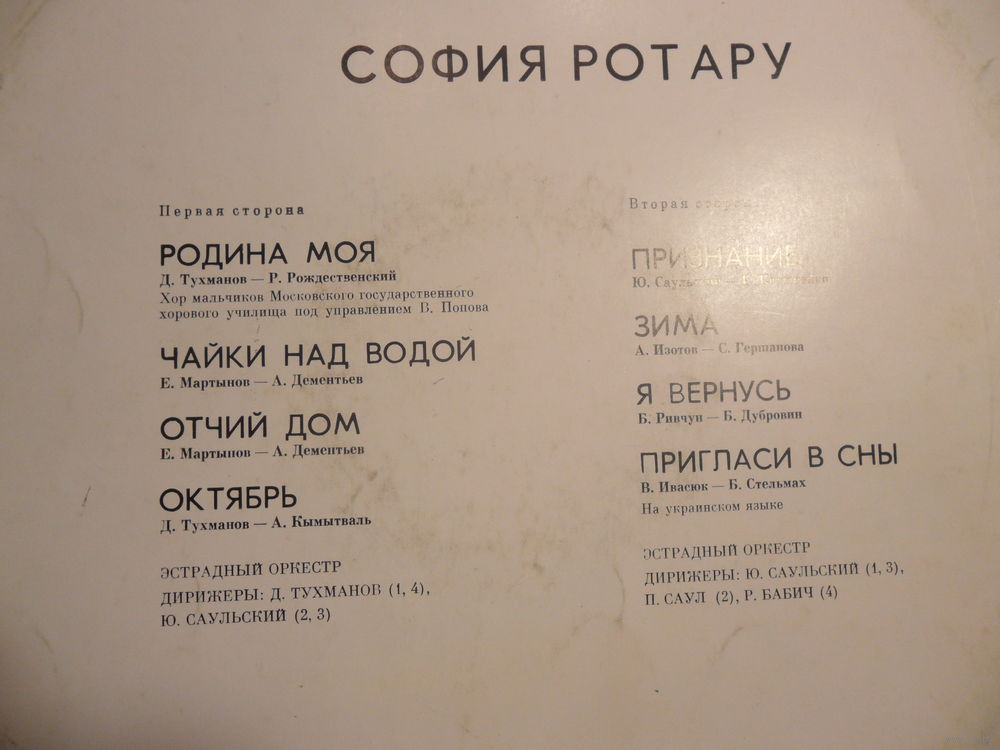 СОФИЯ РОТАРУ
Первая сторона
РОДИНА МОЯ
Д. Тухманов — Р. Рождественский
Хор мальчиков Московского государственного
хорового училища под управлением В. Попова
ЧАЙКИ НАД ВОДОЙ
Е. Мартынов — А. Дементьев
ОТЧИЙ ДОМ
Е. Мартынов — А. Дементьев
ОКТЯБРЬ
Д. Тухманов — А. Кымытваль
ЭСТРАДНЫЙ ОРКЕСТР
ДИРИЖЕРЫ: Д. ТУХМАНОВ (1, 4),
Ю. САУЛЬСКИЙ (2, 3)
Вторая сторона
ПРИЗНАНИЕ
Ю. Саульский —
ЗИМА
А. Изотов — С. Гершанова
Я ВЕРНУСЬ
Б. Ривчун — Б. Дубровин
ПРИГЛАСИ В СНЫ
В. Ивасюк — Б. Стельмах
На украинском языке
ЭСТРАДНЫЙ ОРКЕСТР
ДИРИЖЕРЫ: Ю. САУЛЬСКИЙ (1, 3),
П. САУЛ (2), Р. БАБИЧ (4)